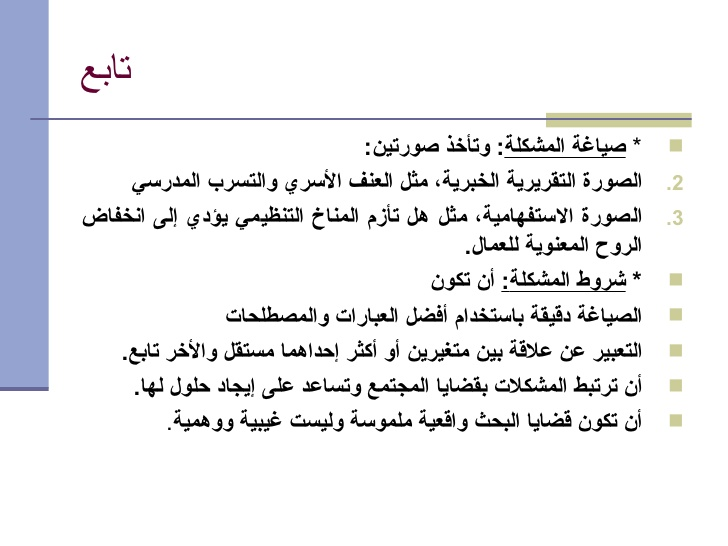 تابع
* صياغة المشكلة: وتأخذ صورتين:
2. الصورة التقريرية الخبرية، مثل العنف الأسري والتسرب المدرسي
3. الصورة الاستفهامية، مثل هل تأزم المناخ التنظيمي يؤدي إلى انخفاض
الروح المعنوية للعمال.
* شروط المشكلة: أن تكون
الصياغة دقيقة باستخدام أفضل العبارات والمصطلحات
التعبير عن علاقة بين متغيرين أو أكثر إحداهما مستقل والأخر تابع.
أن ترتبط المشكلات بقضايا المجتمع وتساعد على إيجاد حلول لها.
أن تكون قضايا البحث واقعية ملموسة وليست غيبية ووهمية.